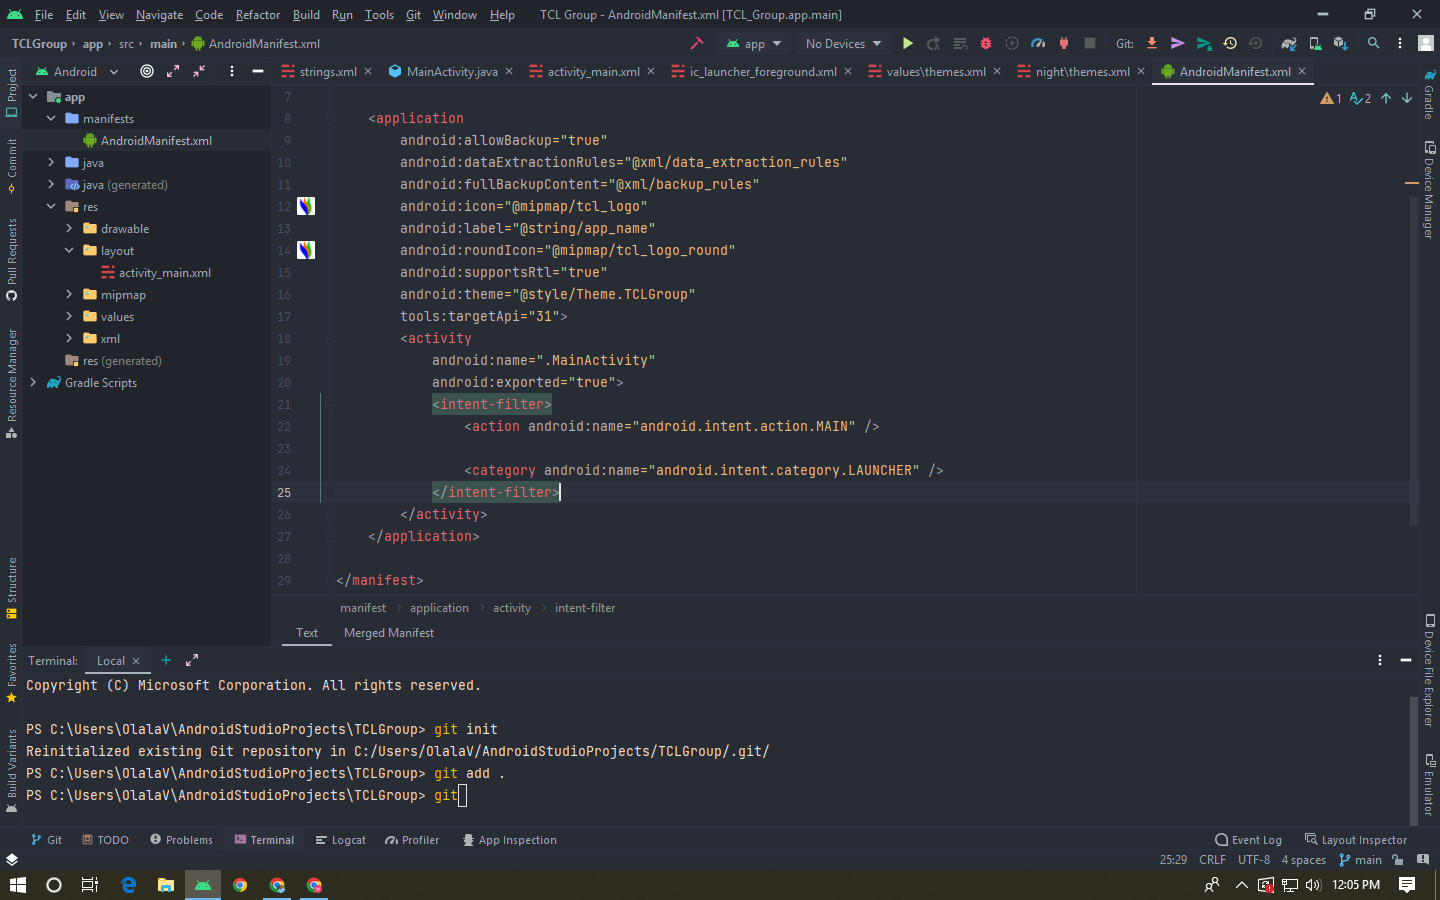 File Edit View Navigate Code Refactor Build Run Tools Git Window Help TCL Group - AndroidManifest.xml [TCL_Group.app.main]
TCLGroup app src main AndroidManifest.xml app No Devices Git:
Android strings.xml MainActivity.java activity_main.xml ic_launcher_foreground.xml values\themes.xml night\themes.xml AndroidManifest.xml
Project
Commit
Pull Requests
Resource Manager
Structure
Favorites
Build Variants
app
manifests
AndroidManifest.xml
java
java (generated)
res
drawable
layout
activity_main.xml
mipmap
values
xml
res (generated)
Gradle Scripts
1 2
7
8 <application
9 android:allowBackup="true"
10 android:dataExtractionRules="@xml/data_extraction_rules"
11 android:fullBackupContent="@xml/backup_rules"
12 android:icon="@mipmap/tcl_logo"
13 android:label="@string/app_name"
14 android:roundIcon="@mipmap/tcl_logo_round"
15 android:supportsRtl="true"
16 android:theme="@style/Theme.TCLGroup"
17 tools:targetApi="31">
18 <activity
19 android:name=".MainActivity"
20 android:exported="true">
21 <intent-filter>
22 <action android:name="android.intent.action.MAIN" />
23
24 <category android:name="android.intent.category.LAUNCHER" />
25 </intent-filter>
26 </activity>
27 </application>
28
29 </manifest>
manifest application activity intent-filter
Text Merged Manifest
Gradle
Device Manager
Device File Explorer
Emulator
Terminal: Local
Copyright (C) Microsoft Corporation. All rights reserved.
PS C:\Users\OlalaV\AndroidStudioProjects\TCLGroup> git init
Reinitialized existing Git repository in C:/Users/OlalaV/AndroidStudioProjects/TCLGroup/.git/
PS C:\Users\OlalaV\AndroidStudioProjects\TCLGroup> git add .
PS C:\Users\OlalaV\AndroidStudioProjects\TCLGroup> git
Git TODO Problems Terminal Logcat Profiler App Inspection Event Log Layout Inspector
25:29 CRLF UTF-8 4 spaces main
12:05 PM